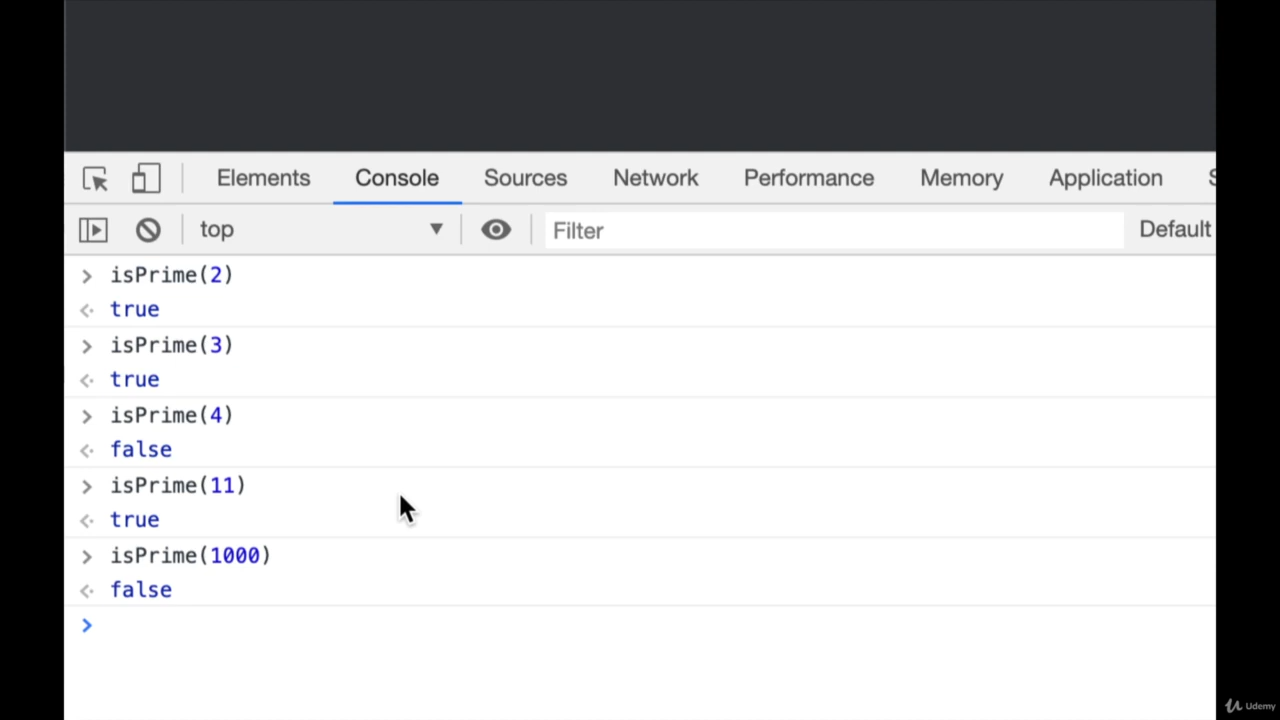 Elements Console Sources Network Performance Memory Application
top Filter Default
> isPrime(2)
true
> isPrime(3)
true
> isPrime(4)
false
> isPrime(11)
true
> isPrime(1000)
false
>
Udemy